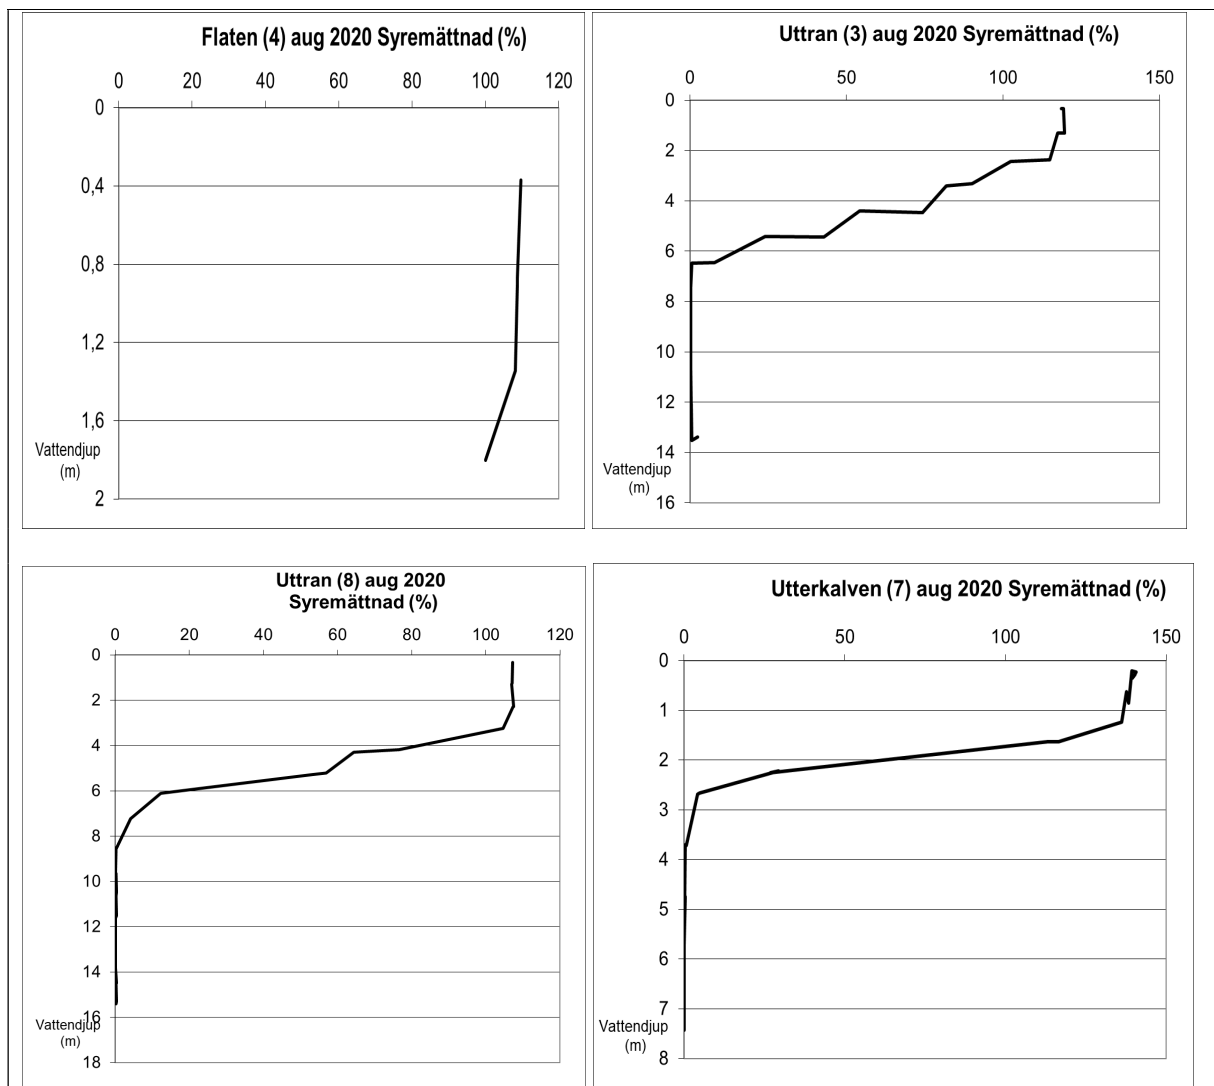 Flaten (4) aug 2020 Syremättnad (%)
0 20 40 60 80 100 120
0
0,4
0,8
1,2
1,6
Vattendjup
(m)
2
Uttran (3) aug 2020 Syremättnad (%)
0 50 100 150
0
2
4
6
8
10
12
14
Vattendjup
(m)
16
Uttran (8) aug 2020
Syremättnad (%)
0 20 40 60 80 100 120
0
2
4
6
8
10
12
14
16
Vattendjup
(m)
18
Utterkalven (7) aug 2020 Syremättnad (%)
0 50 100 150
0
1
2
3
4
5
6
7
Vattendjup
(m)
8